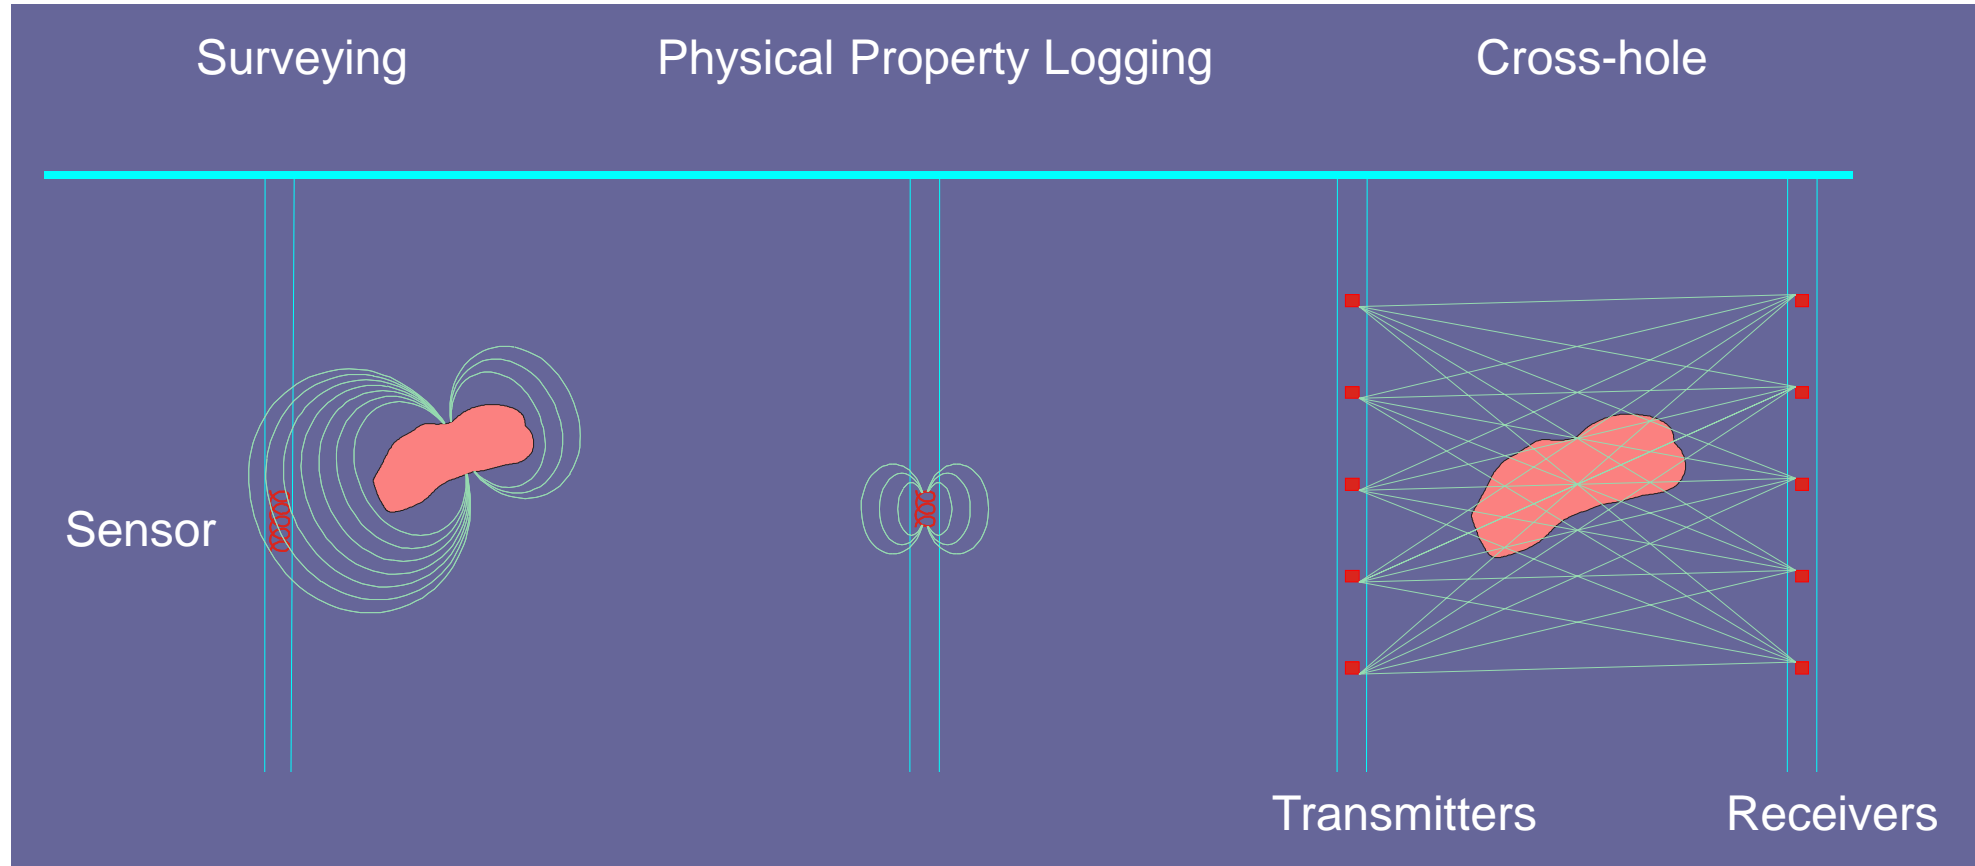 Surveying
Physical Property Logging
Cross-hole
Sensor
Transmitters
Receivers